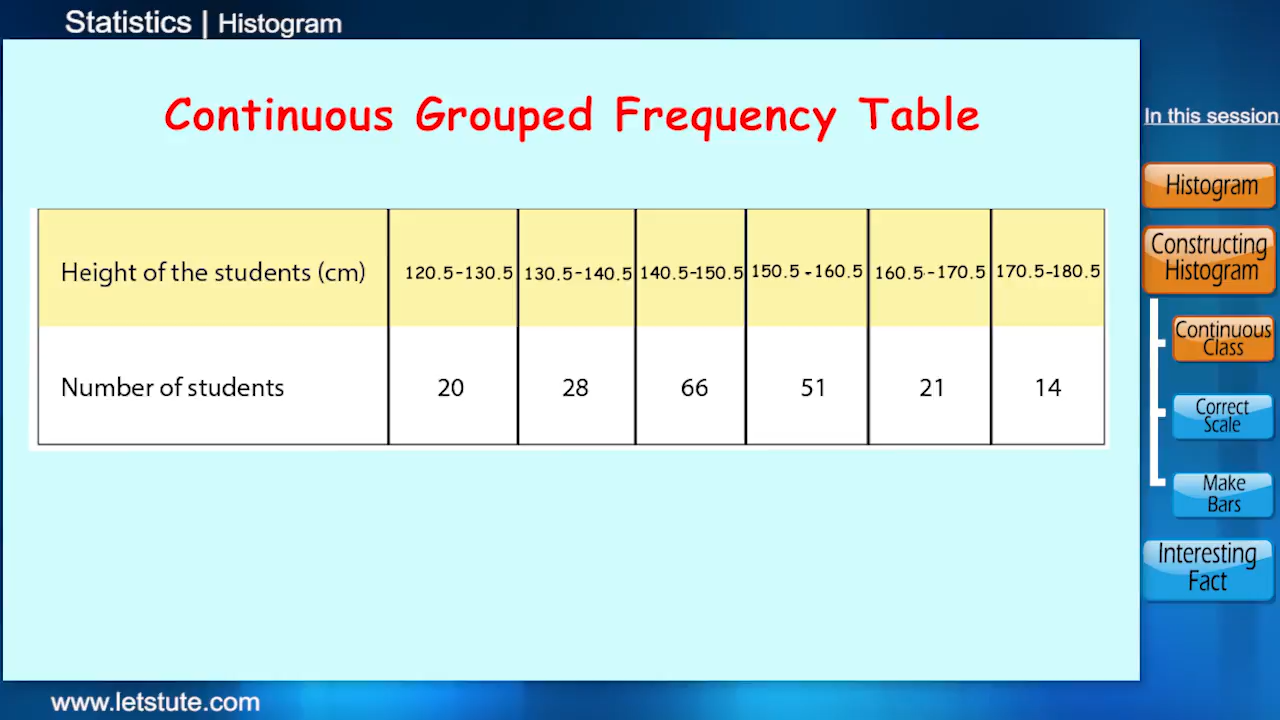 Statistics | Histogram
Continuous Grouped Frequency Table
In this session
Height of the students (cm) 120.5-130.5 130.5-140.5 140.5-150.5 150.5-160.5 160.5-170.5 170.5-180.5
Number of students 20 28 66 51 21 14
Histogram
Constructing
Histogram
Continuous
Class
Correct
Scale
Make
Bars
Interesting
Fact
www.letstute.com